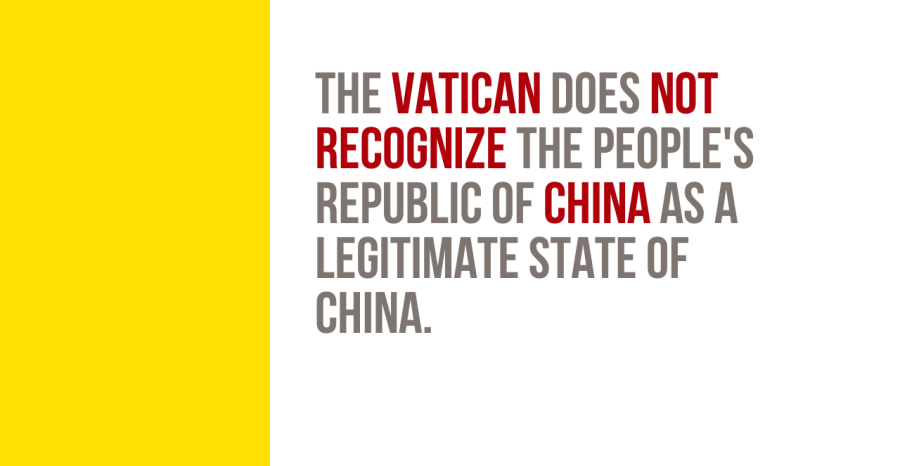 THE VATICAN DOES NOT
RECOGNIZE THE PEOPLE'S
REPUBLIC OF CHINA AS A
LEGITIMATE STATE OF
CHINA.